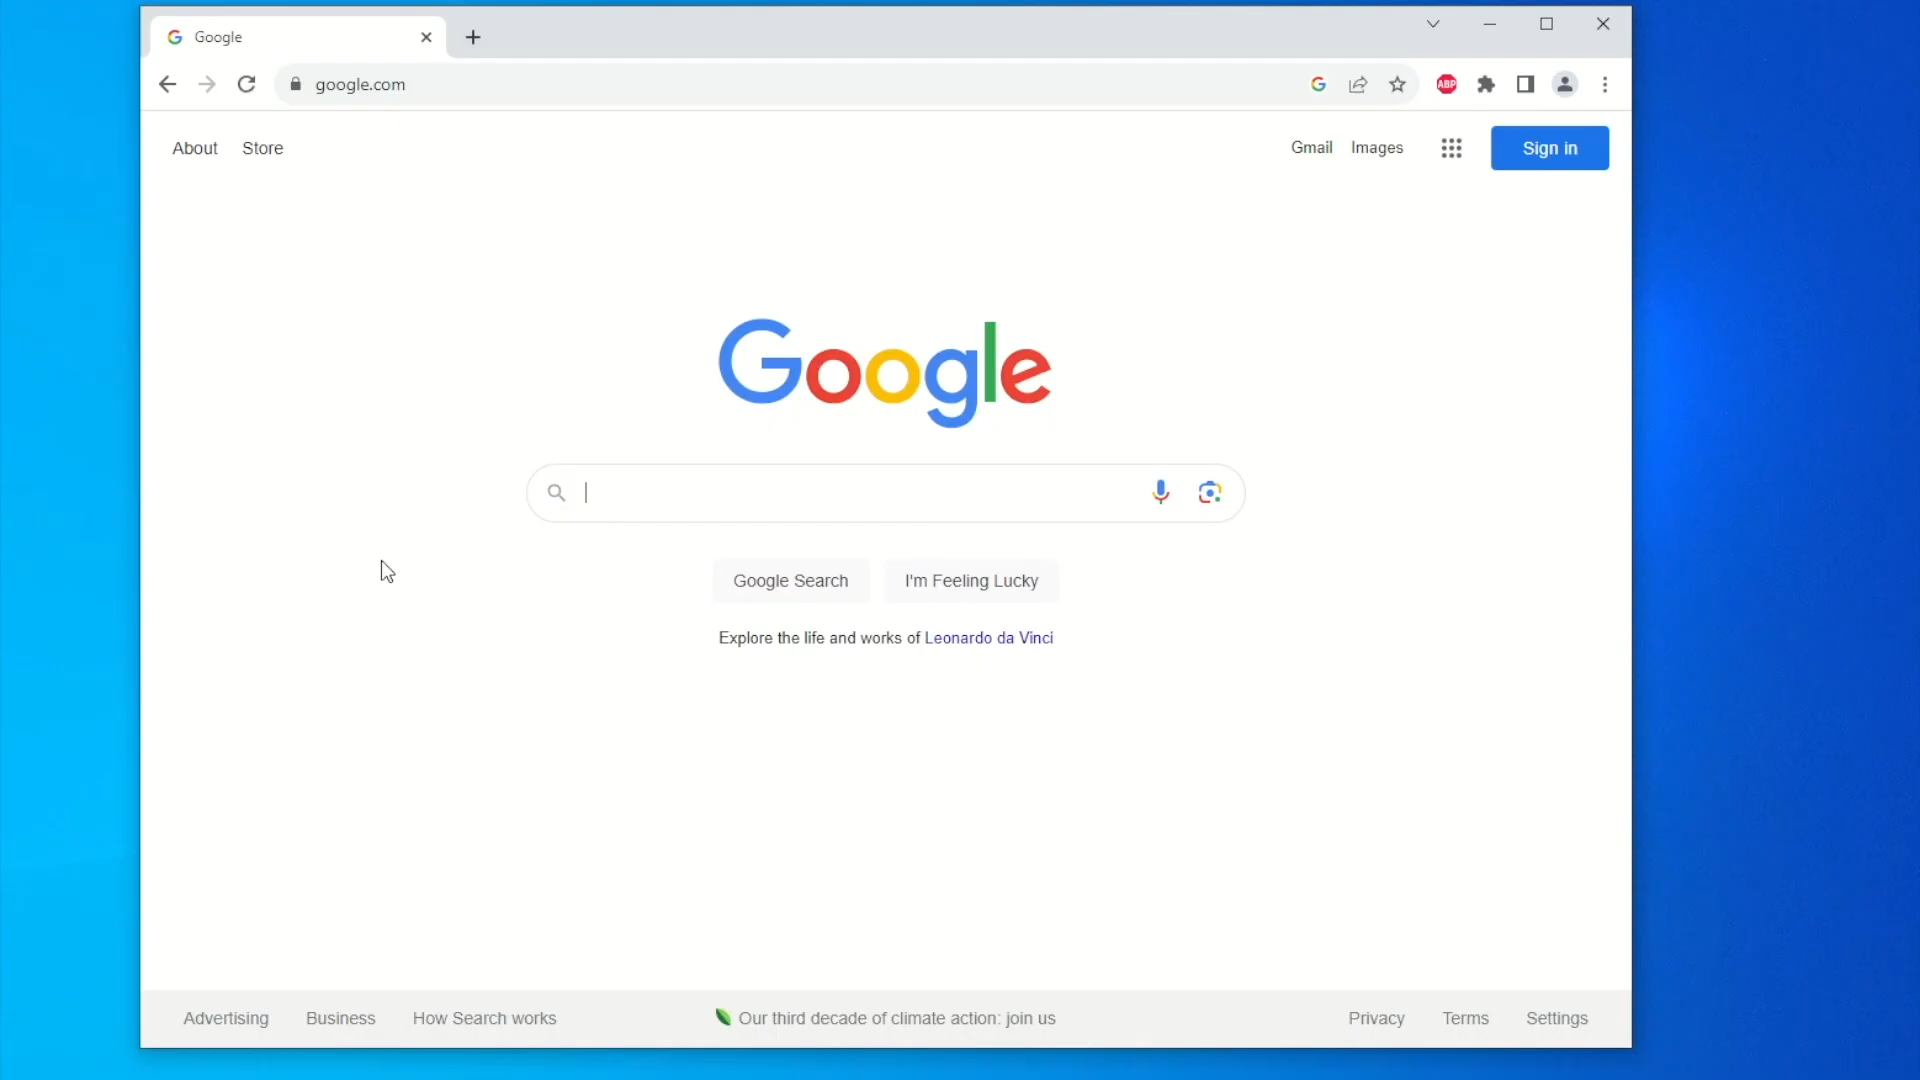 Google
google.com
ABP
About Store
Gmail Images Sign in
Google
Google Search I'm Feeling Lucky
Explore the life and works of Leonardo da Vinci
Advertising Business How Search works Our third decade of climate action: join us Privacy Terms Settings